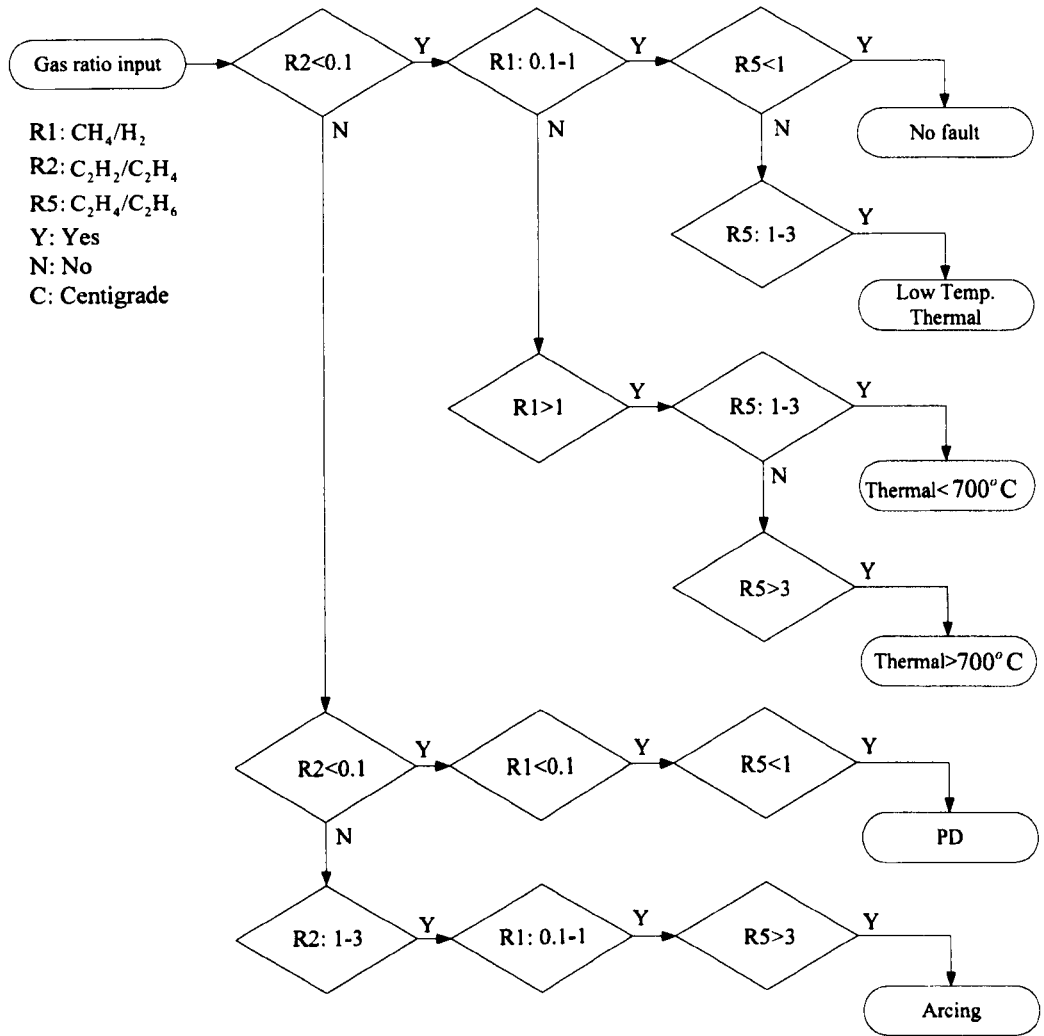 Gas ratio input
R2<0.1
Y
R1: 0.1-1
Y
R5<1
Y
No fault
N
N
N
R1: CH₄/H₂
R2: C₂H₂/C₂H₄
R5: C₂H₄/C₂H₆
Y: Yes
N: No
C: Centigrade
R5: 1-3
Y
Low Temp.
Thermal
R1>1
Y
R5: 1-3
Y
Thermal<700°C
N
R5>3
Y
Thermal>700°C
R2<0.1
Y
R1<0.1
Y
R5<1
Y
PD
N
R2: 1-3
Y
R1: 0.1-1
Y
R5>3
Y
Arcing